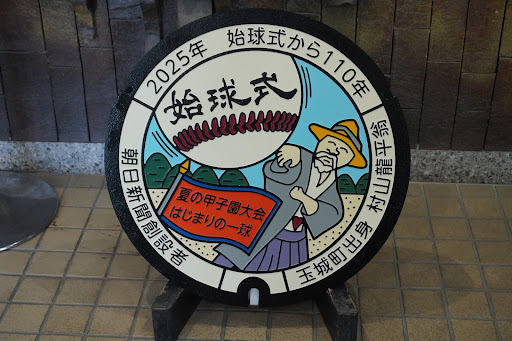 2025年 始球式から110年
始球式
夏の甲子園大会
はじまりの一球
朝日新聞創設者
玉城町出身 村山龍平翁